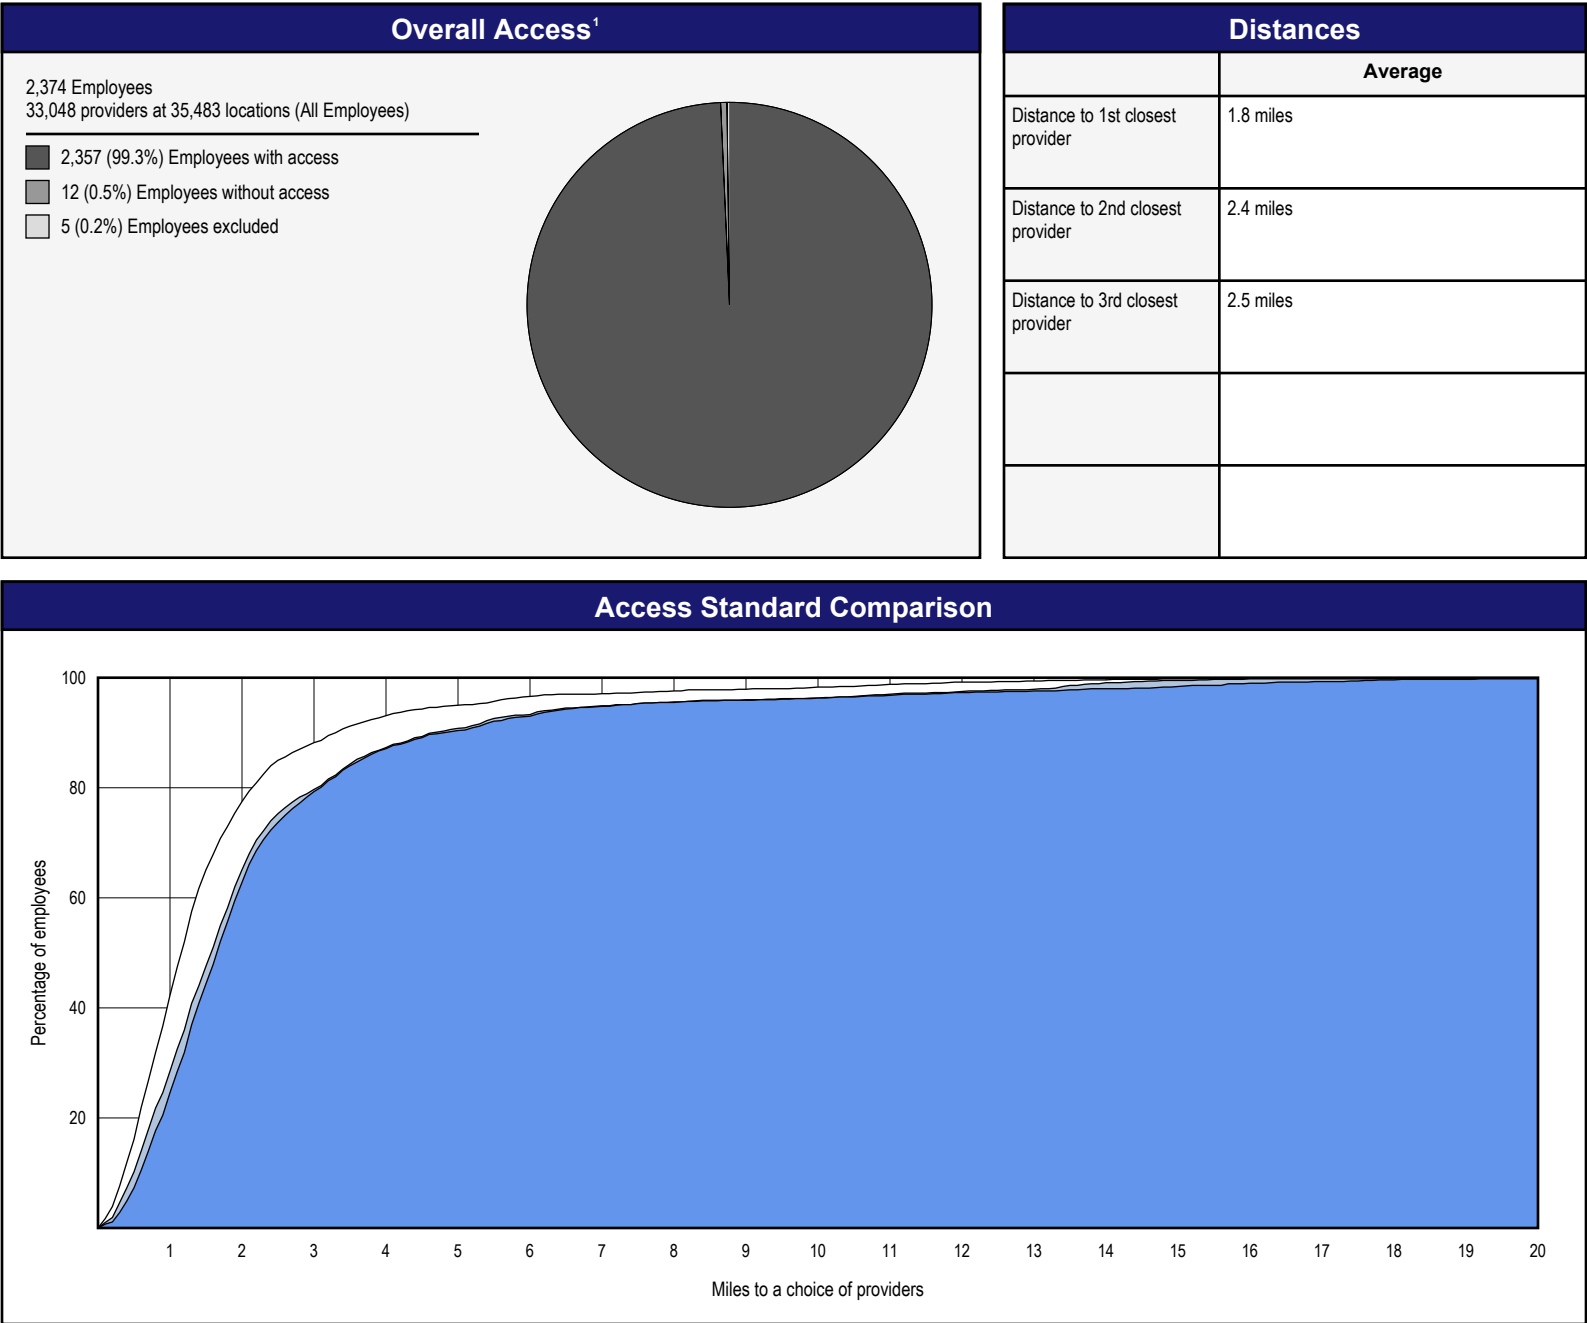 Overall Access¹
2,374 Employees
33,048 providers at 35,483 locations (All Employees)
2,357 (99.3%) Employees with access
12 (0.5%) Employees without access
5 (0.2%) Employees excluded
Distances
Average
Distance to 1st closest
provider
1.8 miles
Distance to 2nd closest
provider
2.4 miles
Distance to 3rd closest
provider
2.5 miles
Access Standard Comparison
Percentage of employees
100
80
60
40
20
1 2 3 4 5 6 7 8 9 10 11 12 13 14 15 16 17 18 19 20
Miles to a choice of providers